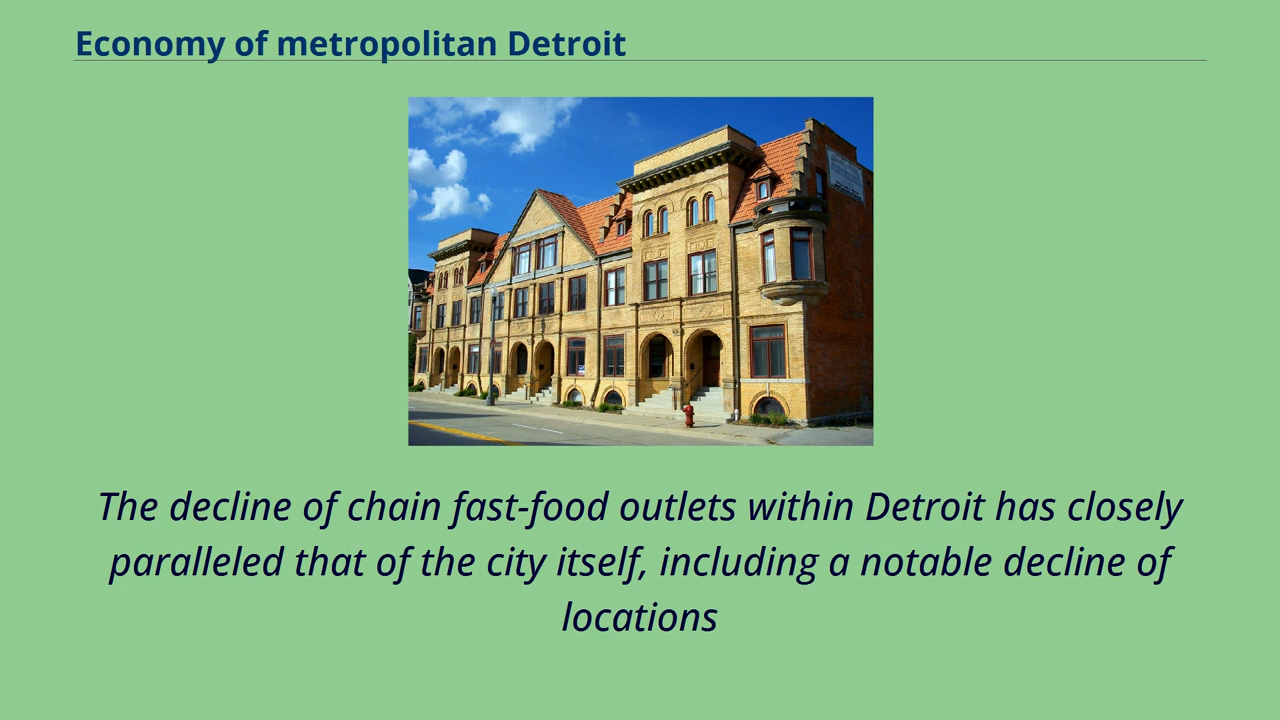 Economy of metropolitan Detroit
The decline of chain fast-food outlets within Detroit has closely
paralleled that of the city itself, including a notable decline of
locations